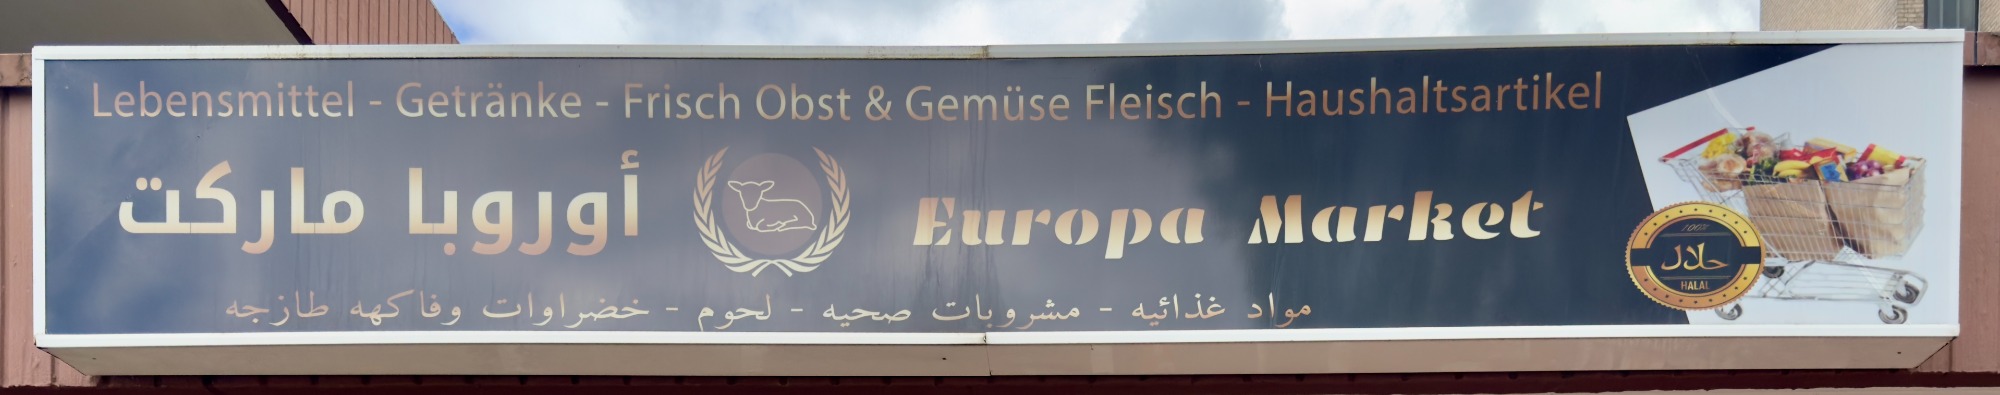 Lebensmittel - Getränke - Frisch Obst & Gemüse Fleisch - Haushaltsartikel
أوروبا ماركت
Europa Market
مواد غذائيه - مشروبات صحيه - لحوم - خضراوات وفاكهه طازجه
100%
حلال
HALAL